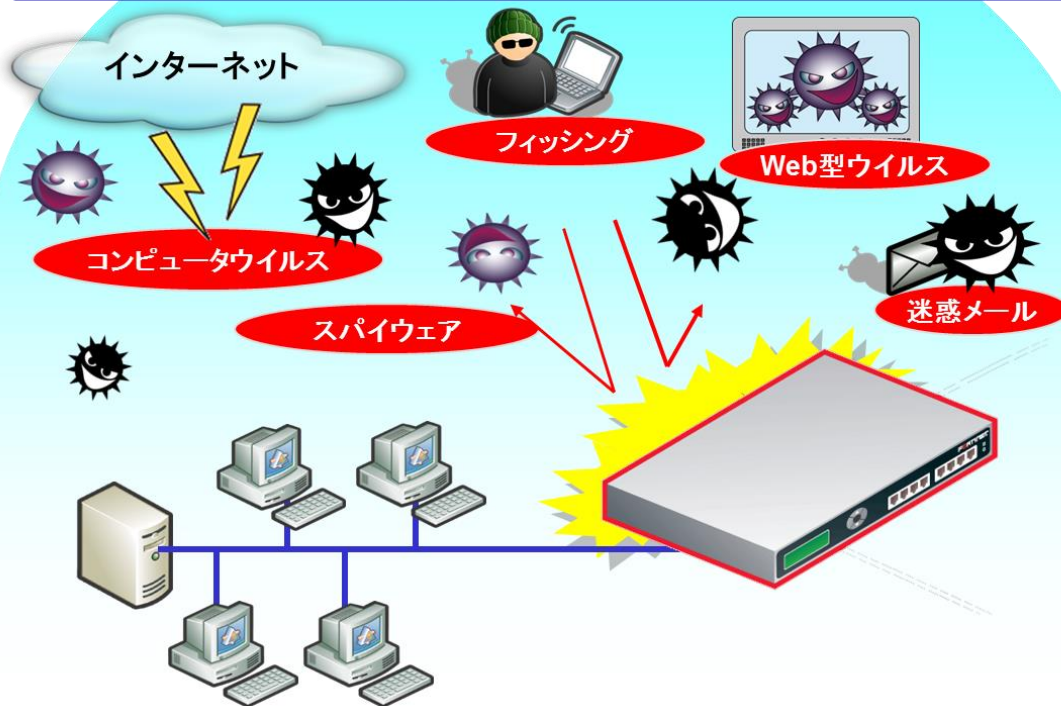 インターネット
フィッシング
Web型ウイルス
コンピュータウイルス
迷惑メール
スパイウェア
FORTINET